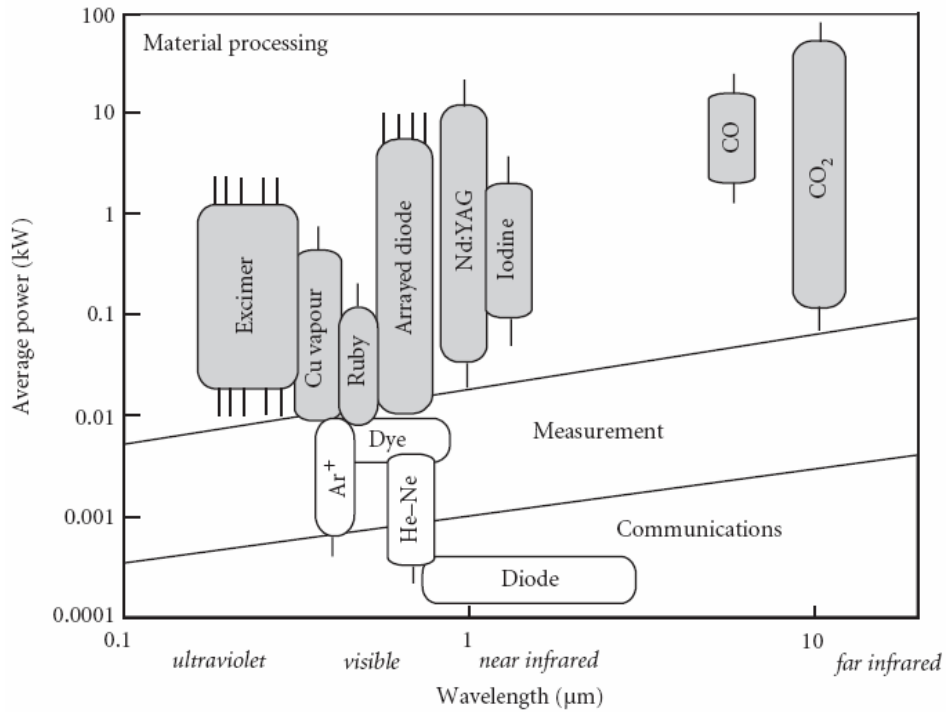 100
Material processing
10
1
0.1
0.01
0.001
0.0001
Average power (kW)
Excimer
Cu vapour
Ruby
Arrayed diode
Nd:YAG
Iodine
CO
CO₂
Ar⁺
Dye
He–Ne
Measurement
Communications
Diode
0.1
1
10
ultraviolet
visible
near infrared
far infrared
Wavelength (μm)